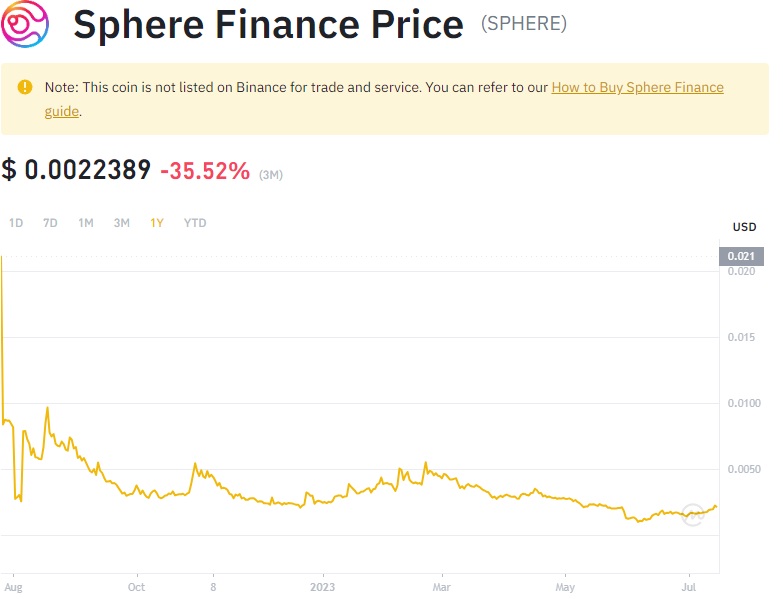 Sphere Finance Price (SPHERE)
Note: This coin is not listed on Binance for trade and service. You can refer to our How to Buy Sphere Finance
guide.
$ 0.0022389 -35.52% (3M)
1D 7D 1M 3M 1Y YTD
USD
0.021
0.020
0.015
0.0100
0.0050
Aug Oct 8 2023 Mar May Jul